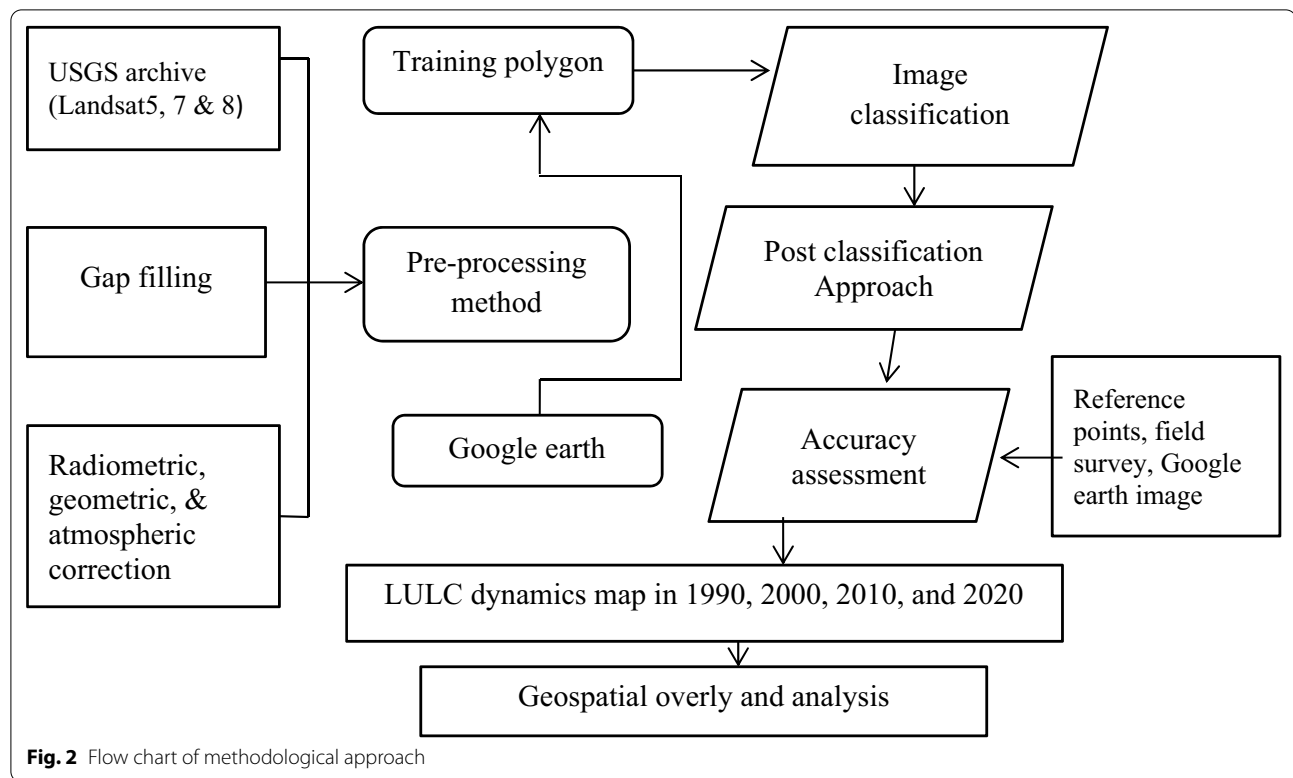 USGS archive
(Landsat5, 7 & 8)
Training polygon
Image
classification
Gap filling
Pre-processing
method
Post classification
Approach
Radiometric,
geometric, &
atmospheric
correction
Google earth
Accuracy
assessment
Reference
points, field
survey, Google
earth image
LULC dynamics map in 1990, 2000, 2010, and 2020
Geospatial overly and analysis
Fig. 2 Flow chart of methodological approach